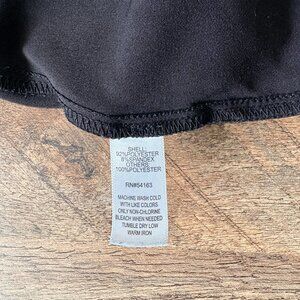 SHELL:
92%POLYESTER
8%SPANDEX
OTHERS:
100%POLYESTER
RN#54163
MACHINE WASH COLD
WITH LIKE COLORS
ONLY NON-CHLORINE
BLEACH WHEN NEEDED
TUMBLE DRY LOW
WARM IRON